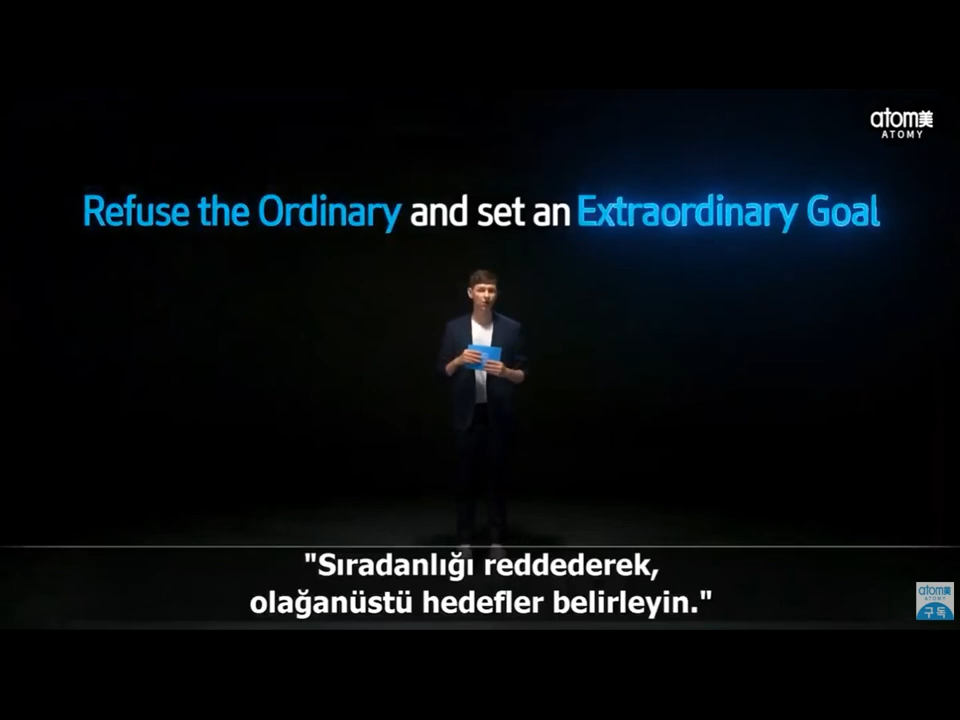 atom美
ATOMY
Refuse the Ordinary and set an Extraordinary Goal
"Sıradanlığı reddederek,
olağanüstü hedefler belirleyin."
atom美
ATOMY
구독